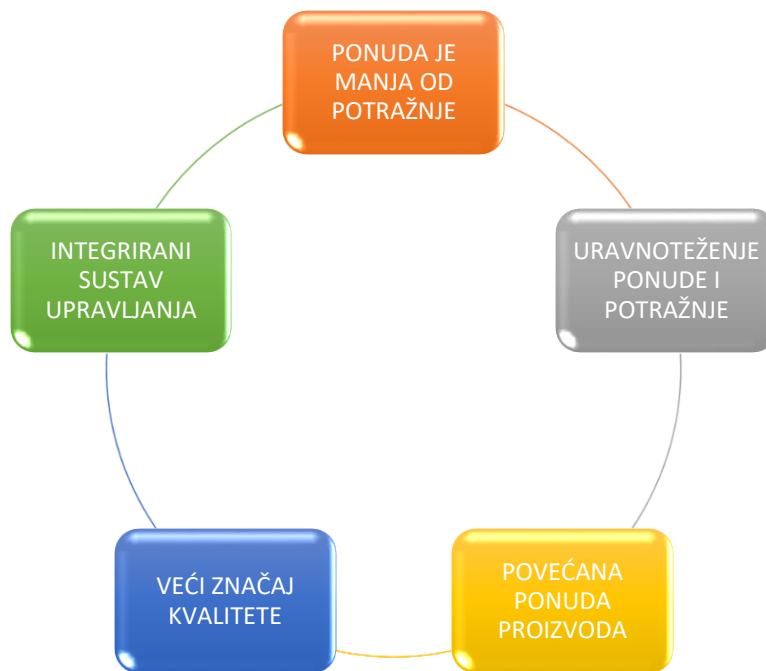 PONUDA JE
MANJA OD
POTRAŽNJE
URAVNOTEŽENJE
PONUDE I
POTRAŽNJE
POVEĆANA
PONUDA
PROIZVODA
VEĆI ZNAČAJ
KVALITETE
INTEGRIRANI
SUSTAV
UPRAVLJANJA